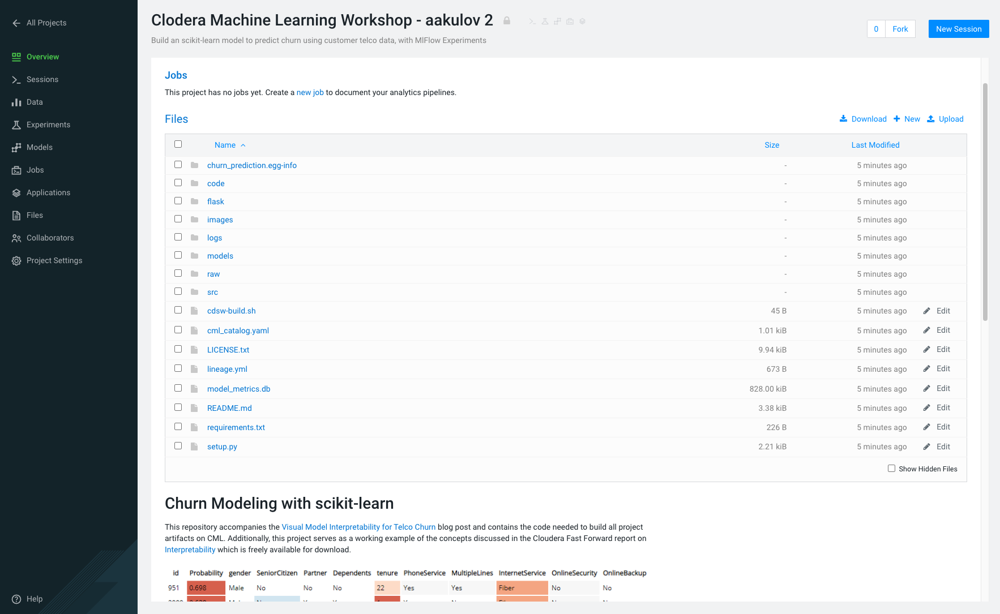 All Projects
Overview
Sessions
Data
Experiments
Models
Jobs
Applications
Files
Collaborators
Project Settings
Help
Clodera Machine Learning Workshop - aakulov 2
Build an scikit-learn model to predict churn using customer telco data, with MlFlow Experiments
0 Fork New Session
Jobs
This project has no jobs yet. Create a new job to document your analytics pipelines.
Files Download New Upload
Name Size Last Modified
churn_prediction.egg-info - 5 minutes ago
code - 5 minutes ago
flask - 5 minutes ago
images - 5 minutes ago
logs - 5 minutes ago
models - 5 minutes ago
raw - 5 minutes ago
src - 5 minutes ago
cdsw-build.sh 45 B 5 minutes ago Edit
cml_catalog.yaml 1.01 kiB 5 minutes ago Edit
LICENSE.txt 9.94 kiB 5 minutes ago Edit
lineage.yml 673 B 5 minutes ago Edit
model_metrics.db 828.00 kiB 5 minutes ago Edit
README.md 3.38 kiB 5 minutes ago Edit
requirements.txt 226 B 5 minutes ago Edit
setup.py 2.21 kiB 5 minutes ago Edit
Show Hidden Files
Churn Modeling with scikit-learn
This repository accompanies the Visual Model Interpretability for Telco Churn blog post and contains the code needed to build all project
artifacts on CML. Additionally, this project serves as a working example of the concepts discussed in the Cloudera Fast Forward report on
Interpretability which is freely available for download.
id Probability gender SeniorCitizen Partner Dependents tenure PhoneService MultipleLines InternetService OnlineSecurity OnlineBackup
951 0.698 Male No No No 22 Yes Yes Fiber No No